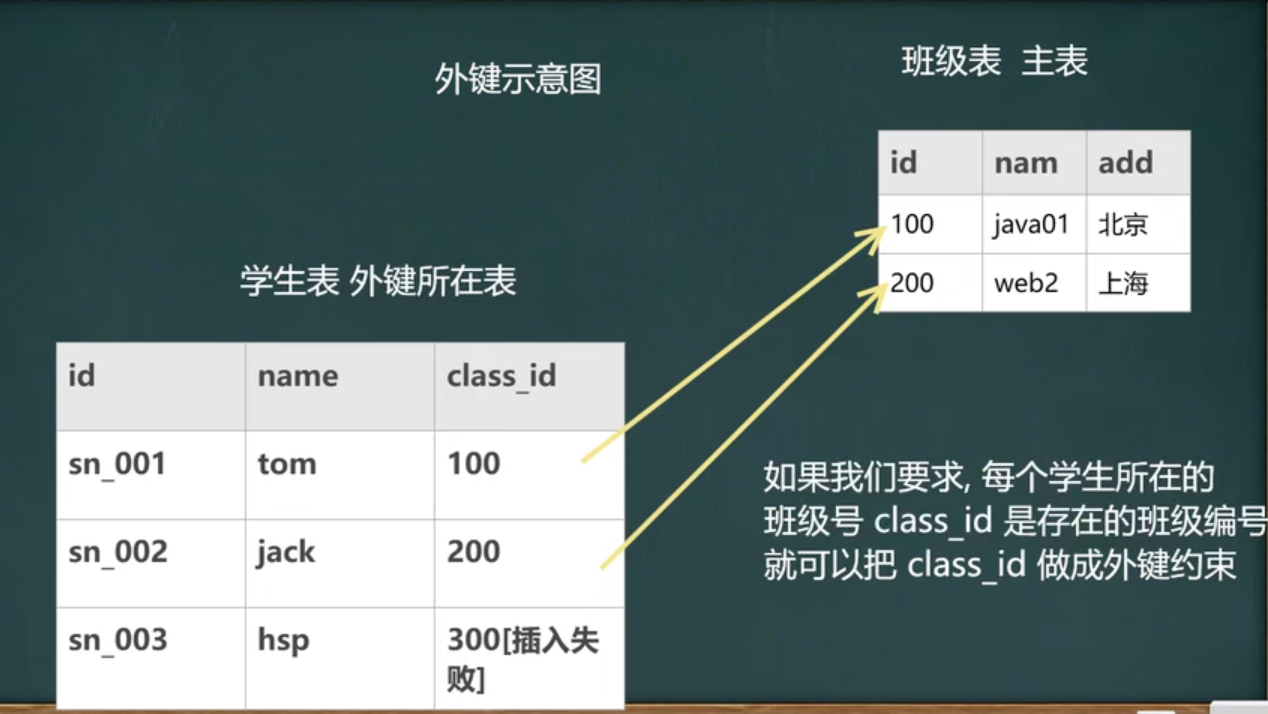 外键示意图
班级表 主表
id nam add
100 java01 北京
200 web2 上海
学生表 外键所在表
id name class_id
sn_001 tom 100
sn_002 jack 200
sn_003 hsp 300[插入失
败]
如果我们要求, 每个学生所在的
班级号 class_id 是存在的班级编号
就可以把 class_id 做成外键约束